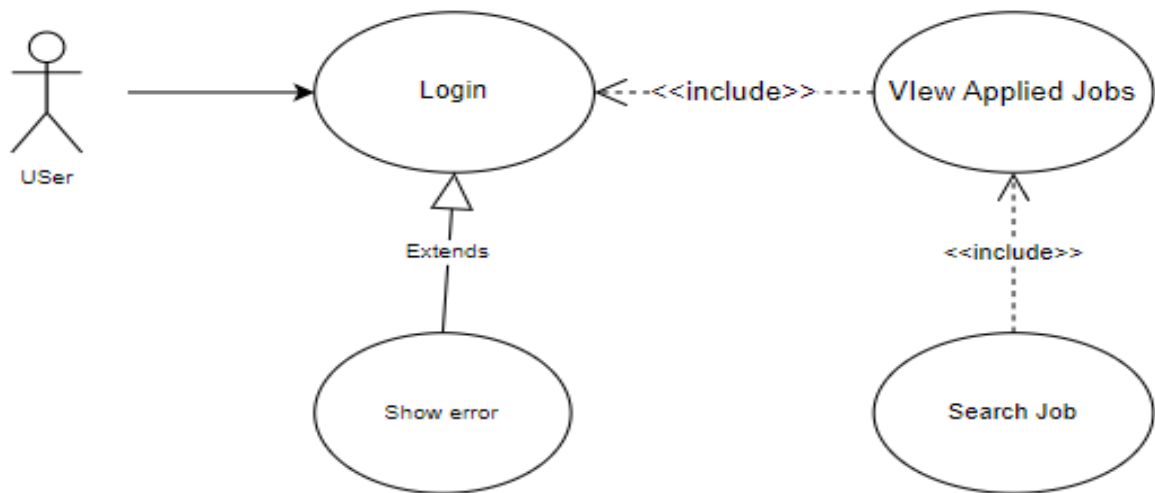 Login
<<include>>
VIew Applied Jobs
USer
Extends
<<include>>
Show error
Search Job